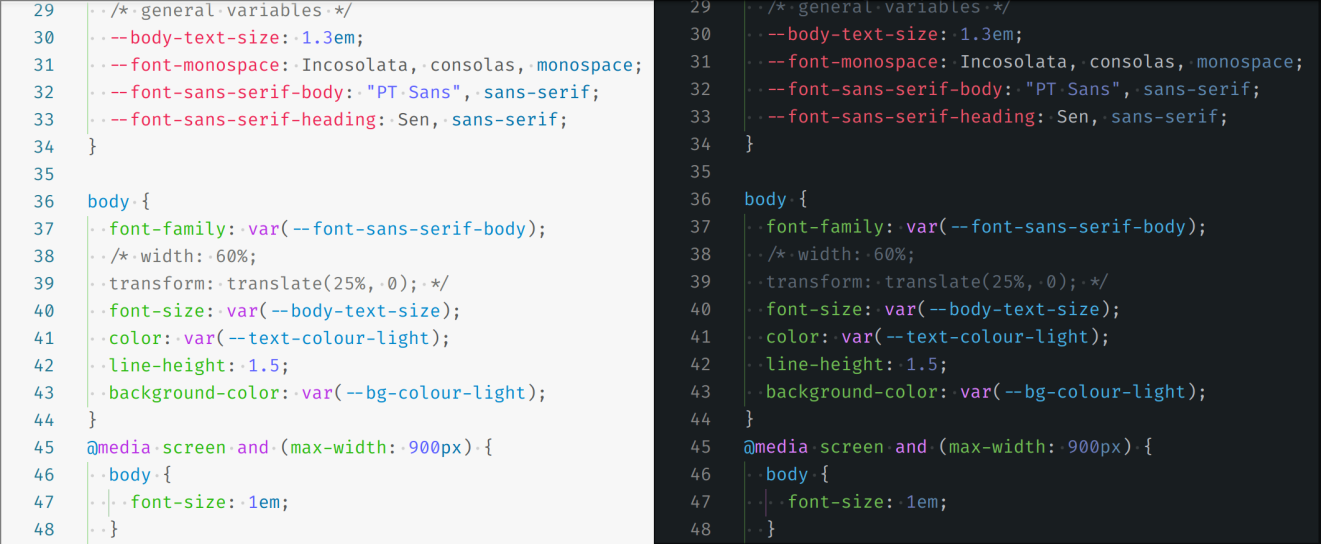 29 /* general variables */
30 --body-text-size: 1.3em;
31 --font-monospace: Incosolata, consolas, monospace;
32 --font-sans-serif-body: "PT Sans", sans-serif;
33 --font-sans-serif-heading: Sen, sans-serif;
34 }
35
36 body {
37 font-family: var(--font-sans-serif-body);
38 /* width: 60%;
39 transform: translate(25%, 0); */
40 font-size: var(--body-text-size);
41 color: var(--text-colour-light);
42 line-height: 1.5;
43 background-color: var(--bg-colour-light);
44 }
45 @media screen and (max-width: 900px) {
46 body {
47 font-size: 1em;
48 }
29 /* general variables */
30 --body-text-size: 1.3em;
31 --font-monospace: Incosolata, consolas, monospace;
32 --font-sans-serif-body: "PT Sans", sans-serif;
33 --font-sans-serif-heading: Sen, sans-serif;
34 }
35
36 body {
37 font-family: var(--font-sans-serif-body);
38 /* width: 60%;
39 transform: translate(25%, 0); */
40 font-size: var(--body-text-size);
41 color: var(--text-colour-light);
42 line-height: 1.5;
43 background-color: var(--bg-colour-light);
44 }
45 @media screen and (max-width: 900px) {
46 body {
47 font-size: 1em;
48 }